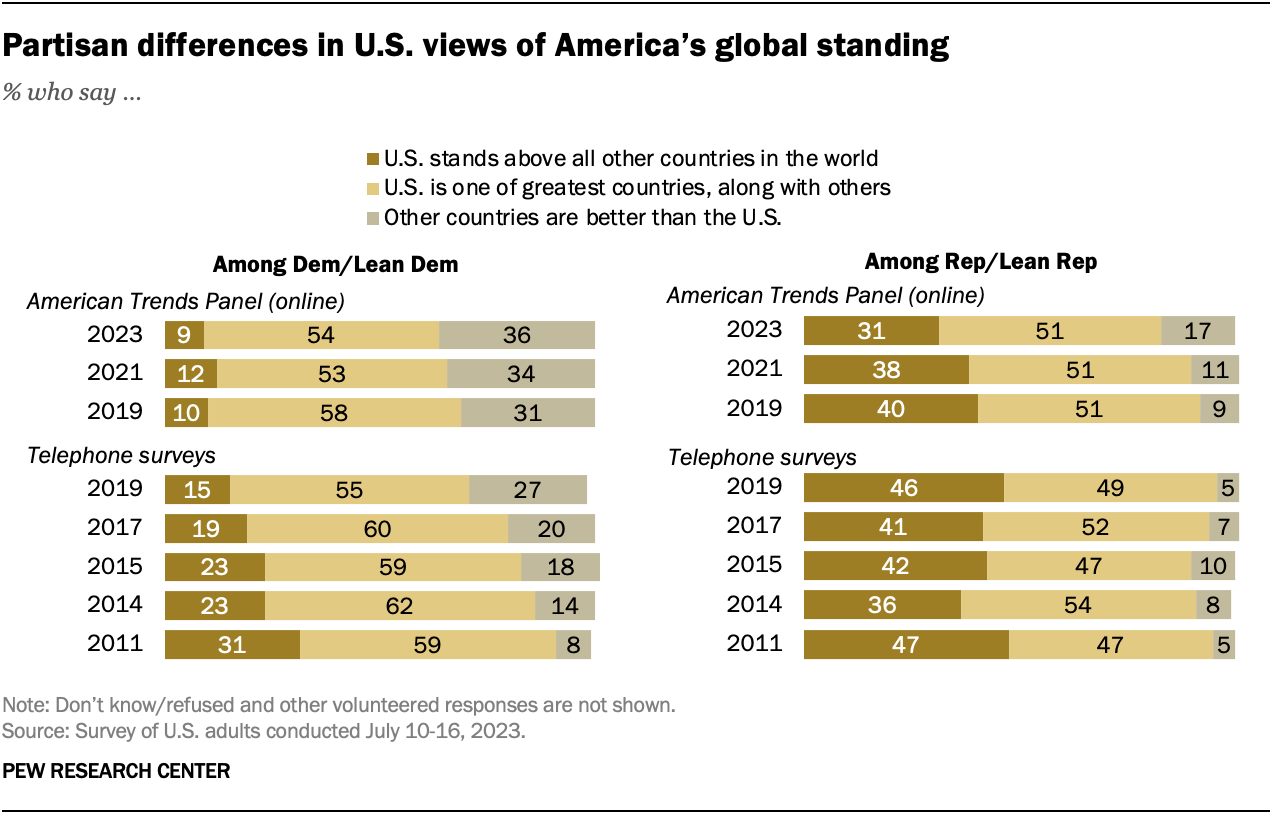 Partisan differences in U.S. views of America's global standing
% who say ...
U.S. stands above all other countries in the world
U.S. is one of greatest countries, along with others
Other countries are better than the U.S.
Among Dem/Lean Dem
American Trends Panel (online)
2023 9 54 36
2021 12 53 34
2019 10 58 31
Telephone surveys
2019 15 55 27
2017 19 60 20
2015 23 59 18
2014 23 62 14
2011 31 59 8
Among Rep/Lean Rep
American Trends Panel (online)
2023 31 51 17
2021 38 51 11
2019 40 51 9
Telephone surveys
2019 46 49 5
2017 41 52 7
2015 42 47 10
2014 36 54 8
2011 47 47 5
Note: Don't know/refused and other volunteered responses are not shown.
Source: Survey of U.S. adults conducted July 10-16, 2023.
PEW RESEARCH CENTER